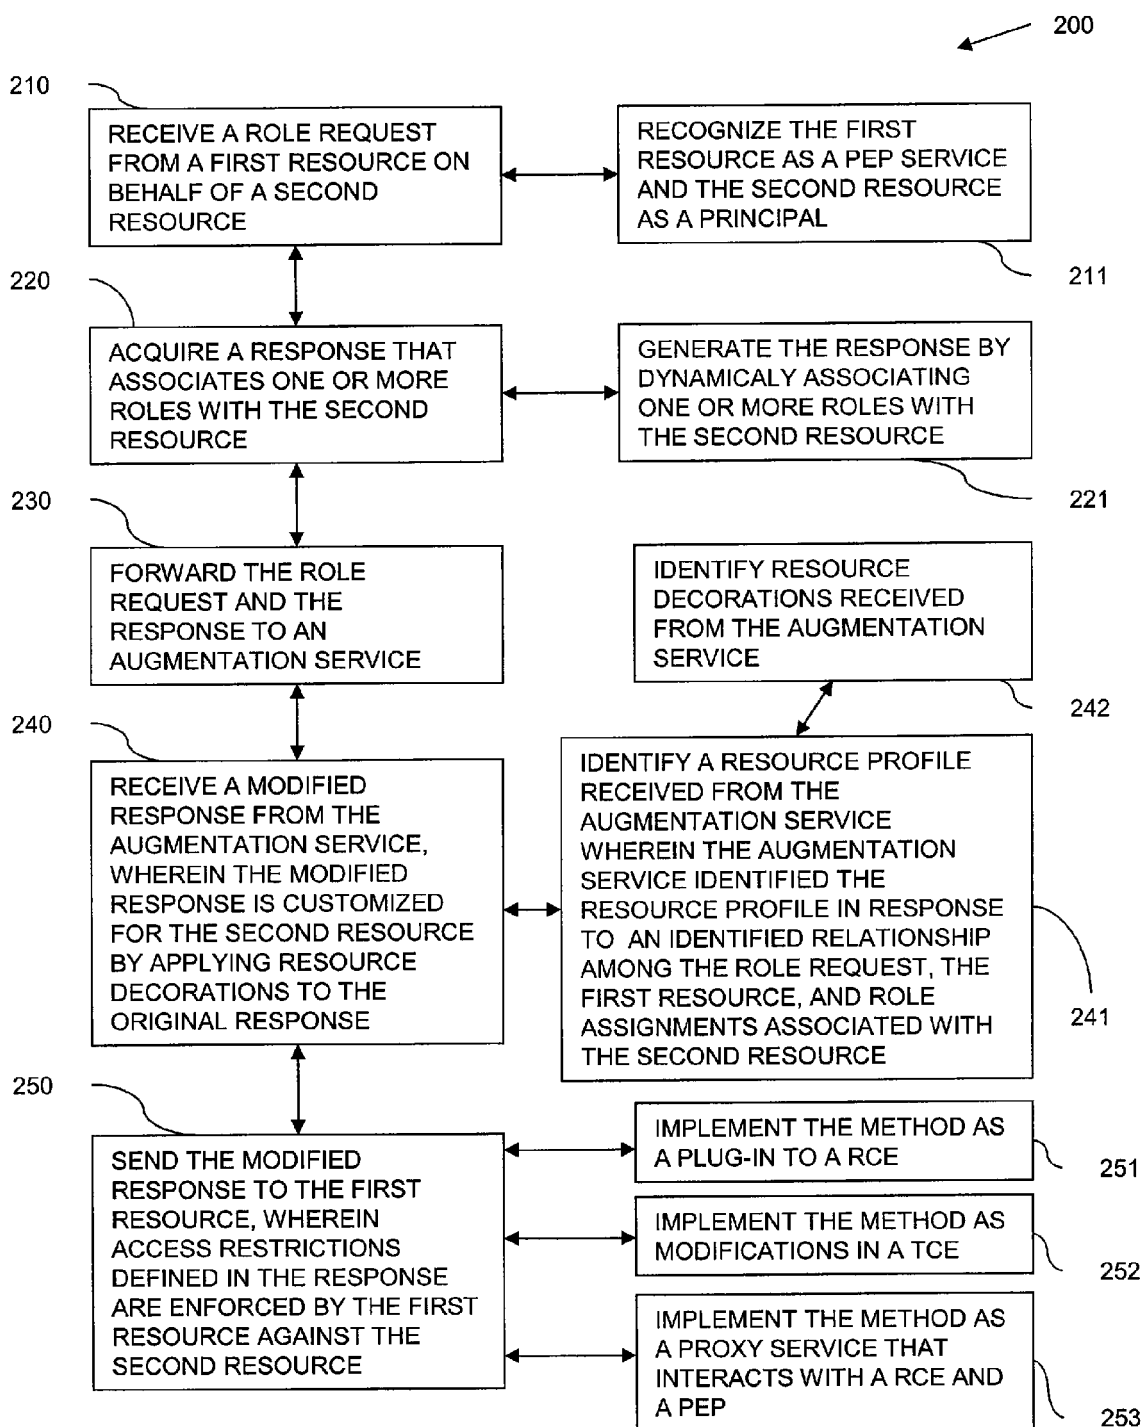 200
210
RECEIVE A ROLE REQUEST
FROM A FIRST RESOURCE ON
BEHALF OF A SECOND
RESOURCE
RECOGNIZE THE FIRST
RESOURCE AS A PEP SERVICE
AND THE SECOND RESOURCE
AS A PRINCIPAL
211
220
ACQUIRE A RESPONSE THAT
ASSOCIATES ONE OR MORE
ROLES WITH THE SECOND
RESOURCE
GENERATE THE RESPONSE BY
DYNAMICALY ASSOCIATING
ONE OR MORE ROLES WITH
THE SECOND RESOURCE
221
230
FORWARD THE ROLE
REQUEST AND THE
RESPONSE TO AN
AUGMENTATION SERVICE
IDENTIFY RESOURCE
DECORATIONS RECEIVED
FROM THE AUGMENTATION
SERVICE
242
240
RECEIVE A MODIFIED
RESPONSE FROM THE
AUGMENTATION SERVICE,
WHEREIN THE MODIFIED
RESPONSE IS CUSTOMIZED
FOR THE SECOND RESOURCE
BY APPLYING RESOURCE
DECORATIONS TO THE
ORIGINAL RESPONSE
IDENTIFY A RESOURCE PROFILE
RECEIVED FROM THE
AUGMENTATION SERVICE
WHEREIN THE AUGMENTATION
SERVICE IDENTIFIED THE
RESOURCE PROFILE IN RESPONSE
TO AN IDENTIFIED RELATIONSHIP
AMONG THE ROLE REQUEST, THE
FIRST RESOURCE, AND ROLE
ASSIGNMENTS ASSOCIATED WITH
THE SECOND RESOURCE
241
250
SEND THE MODIFIED
RESPONSE TO THE FIRST
RESOURCE, WHEREIN
ACCESS RESTRICTIONS
DEFINED IN THE RESPONSE
ARE ENFORCED BY THE FIRST
RESOURCE AGAINST THE
SECOND RESOURCE
IMPLEMENT THE METHOD AS
A PLUG-IN TO A RCE
251
IMPLEMENT THE METHOD AS
MODIFICATIONS IN A TCE
252
IMPLEMENT THE METHOD AS
A PROXY SERVICE THAT
INTERACTS WITH A RCE AND
A PEP
253